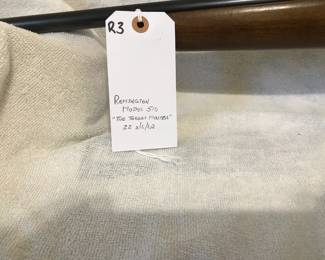 R3
REMINGTON
MODEL 510
"THE TARGET MASTER"
22 s/l/LR